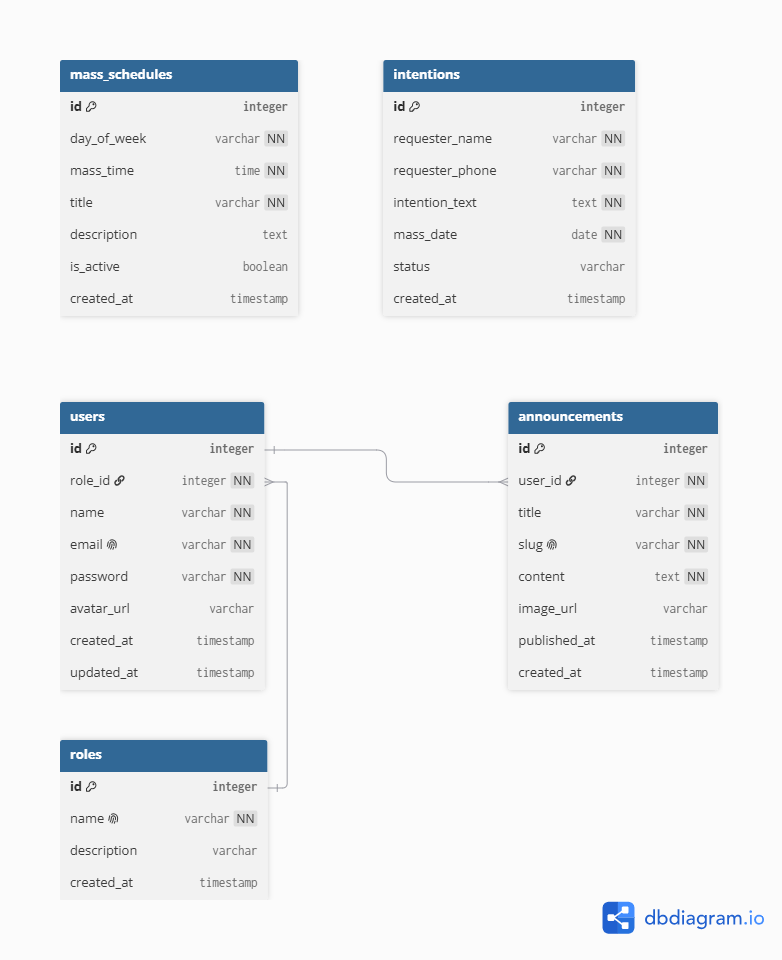 mass_schedules
id integer
day_of_week varchar NN
mass_time time NN
title varchar NN
description text
is_active boolean
created_at timestamp
intentions
id integer
requester_name varchar NN
requester_phone varchar NN
intention_text text NN
mass_date date NN
status varchar
created_at timestamp
users
id integer
role_id integer NN
name varchar NN
email varchar NN
password varchar NN
avatar_url varchar
created_at timestamp
updated_at timestamp
announcements
id integer
user_id integer NN
title varchar NN
slug varchar NN
content text NN
image_url varchar
published_at timestamp
created_at timestamp
roles
id integer
name varchar NN
description varchar
created_at timestamp
dbdiagram.io